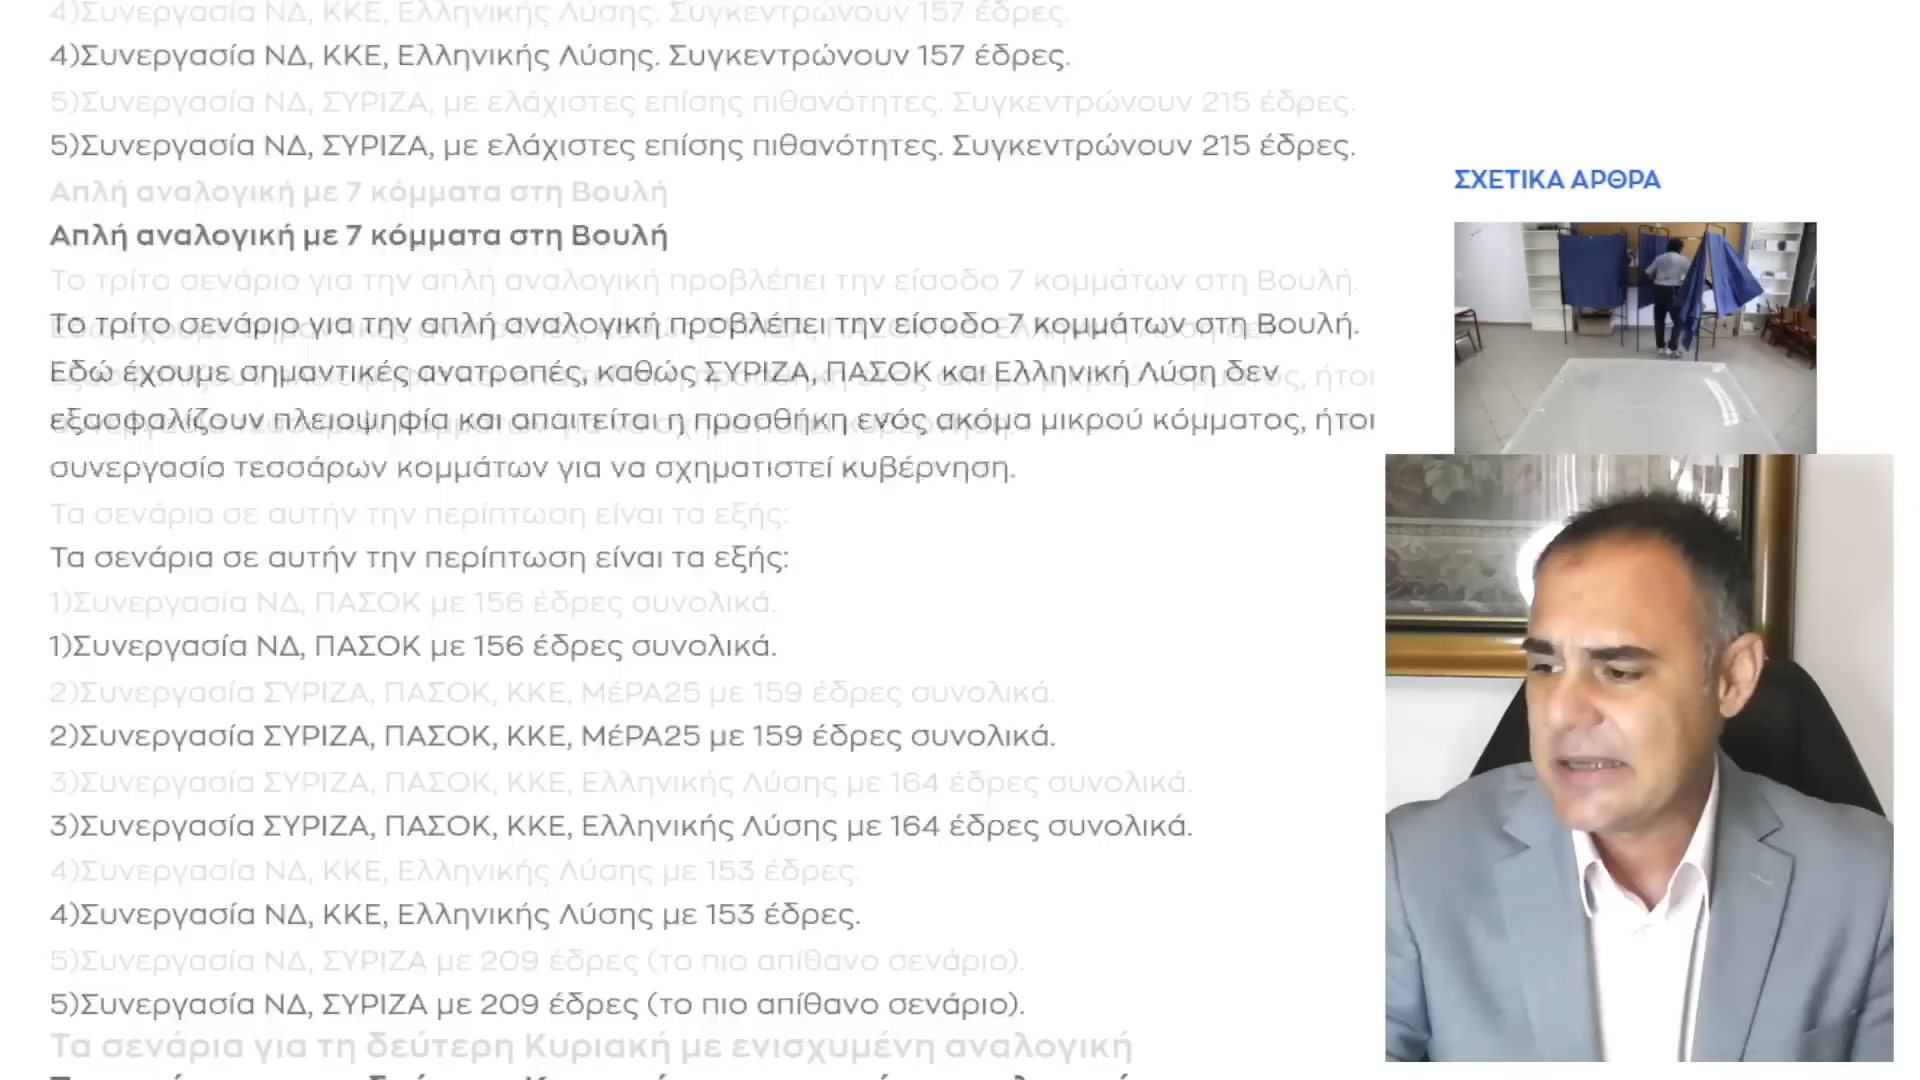 4)Συνεργασία ΝΔ, ΚΚΕ, Ελληνικής Λύσης. Συγκεντρώνουν 157 έδρες.
5)Συνεργασία ΝΔ, ΣΥΡΙΖΑ, με ελάχιστες επίσης πιθανότητες. Συγκεντρώνουν 215 έδρες.
Απλή αναλογική με 7 κόμματα στη Βουλή
Το τρίτο σενάριο για την απλή αναλογική προβλέπει την είσοδο 7 κομμάτων στη Βουλή.
Εδώ έχουμε σημαντικές ανατροπές, καθώς ΣΥΡΙΖΑ, ΠΑΣΟΚ και Ελληνική Λύση δεν
εξασφαλίζουν πλειοψηφία και απαιτείται η προσθήκη ενός ακόμα μικρού κόμματος, ήτοι
συνεργασία τεσσάρων κομμάτων για να σχηματιστεί κυβέρνηση.
Τα σενάρια σε αυτήν την περίπτωση είναι τα εξής:
1)Συνεργασία ΝΔ, ΠΑΣΟΚ με 156 έδρες συνολικά.
2)Συνεργασία ΣΥΡΙΖΑ, ΠΑΣΟΚ, ΚΚΕ, ΜέΡΑ25 με 159 έδρες συνολικά.
3)Συνεργασία ΣΥΡΙΖΑ, ΠΑΣΟΚ, ΚΚΕ, Ελληνικής Λύσης με 164 έδρες συνολικά.
4)Συνεργασία ΝΔ, ΚΚΕ, Ελληνικής Λύσης με 153 έδρες.
5)Συνεργασία ΝΔ, ΣΥΡΙΖΑ με 209 έδρες (το πιο απίθανο σενάριο).
Τα σενάρια για τη δεύτερη Κυριακή με ενισχυμένη αναλογική
ΣΧΕΤΙΚΑ ΑΡΘΡΑ